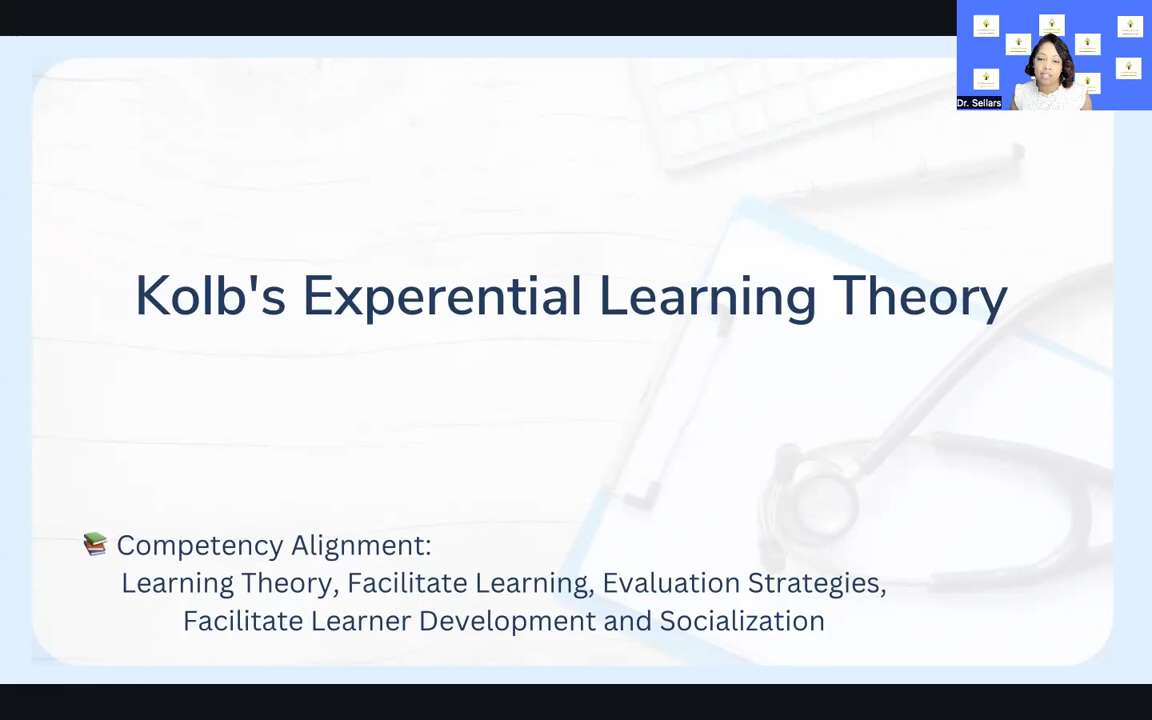 Dr. Sellars
Kolb's Experential Learning Theory
📚 Competency Alignment:
Learning Theory, Facilitate Learning, Evaluation Strategies,
Facilitate Learner Development and Socialization